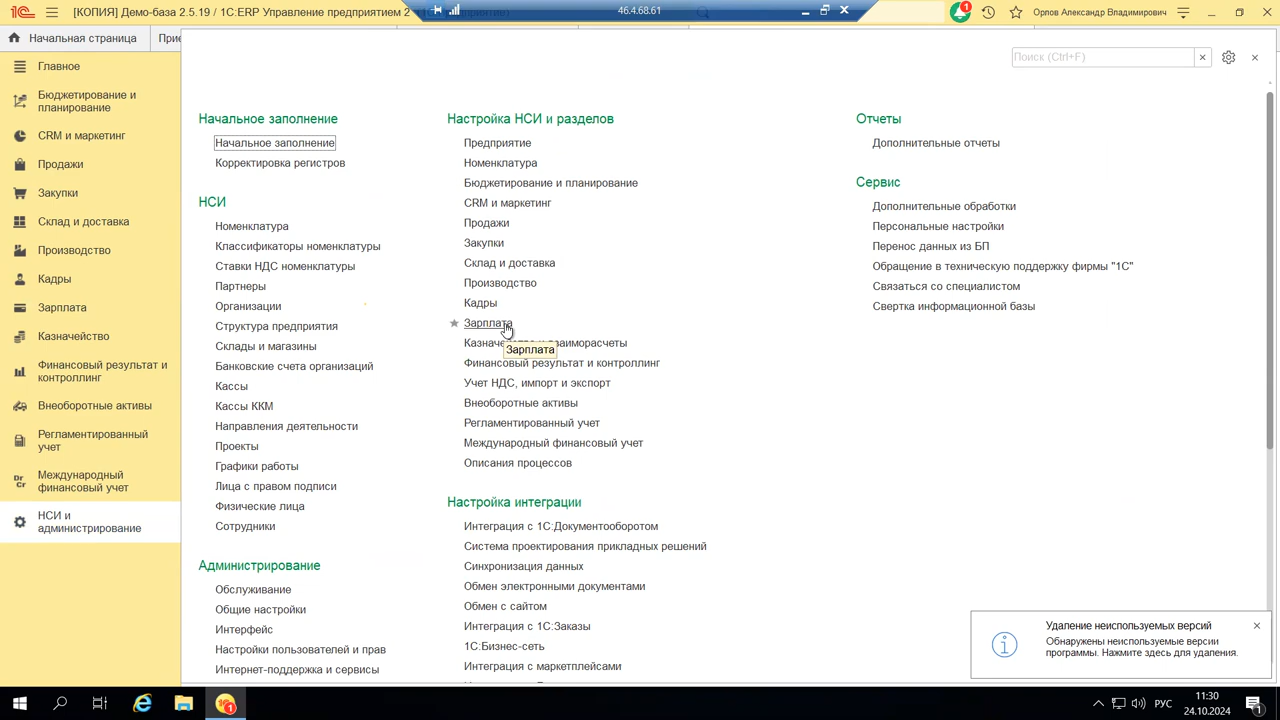 [КОПИЯ] Демо-база 2.5.19 / 1С:ERP Управление предприятием 2
46.4.68.61
1
Орлов Александр Владимирович
Начальная страница
Прие
Главное
Бюджетирование и
планирование
CRM и маркетинг
Продажи
Закупки
Склад и доставка
Производство
Кадры
Зарплата
Казначейство
Финансовый результат и
контроллинг
Внеоборотные активы
Регламентированный
учет
Международный
финансовый учет
НСИ и
администрирование
Поиск (Ctrl+F)
Начальное заполнение
Начальное заполнение
Корректировка регистров
НСИ
Номенклатура
Классификаторы номенклатуры
Ставки НДС номенклатуры
Партнеры
Организации
Структура предприятия
Склады и магазины
Банковские счета организаций
Кассы
Кассы ККМ
Направления деятельности
Проекты
Графики работы
Лица с правом подписи
Физические лица
Сотрудники
Администрирование
Обслуживание
Общие настройки
Интерфейс
Настройки пользователей и прав
Интернет-поддержка и сервисы
Настройка НСИ и разделов
Предприятие
Номенклатура
Бюджетирование и планирование
CRM и маркетинг
Продажи
Закупки
Склад и доставка
Производство
Кадры
Зарплата
Зарплата
Финансовый результат и контроллинг
Учет НДС, импорт и экспорт
Внеоборотные активы
Регламентированный учет
Международный финансовый учет
Описания процессов
Настройка интеграции
Интеграция с 1С:Документооборотом
Система проектирования прикладных решений
Синхронизация данных
Обмен электронными документами
Обмен с сайтом
Интеграция с 1С:Заказы
1С:Бизнес-сеть
Интеграция с маркетплейсами
Отчеты
Дополнительные отчеты
Сервис
Дополнительные обработки
Персональные настройки
Перенос данных из БП
Обращение в техническую поддержку фирмы "1С"
Связаться со специалистом
Свертка информационной базы
Удаление неиспользуемых версий
Обнаружены неиспользуемые версии
программы. Нажмите здесь для удаления.
РУС
11:30
24.10.2024